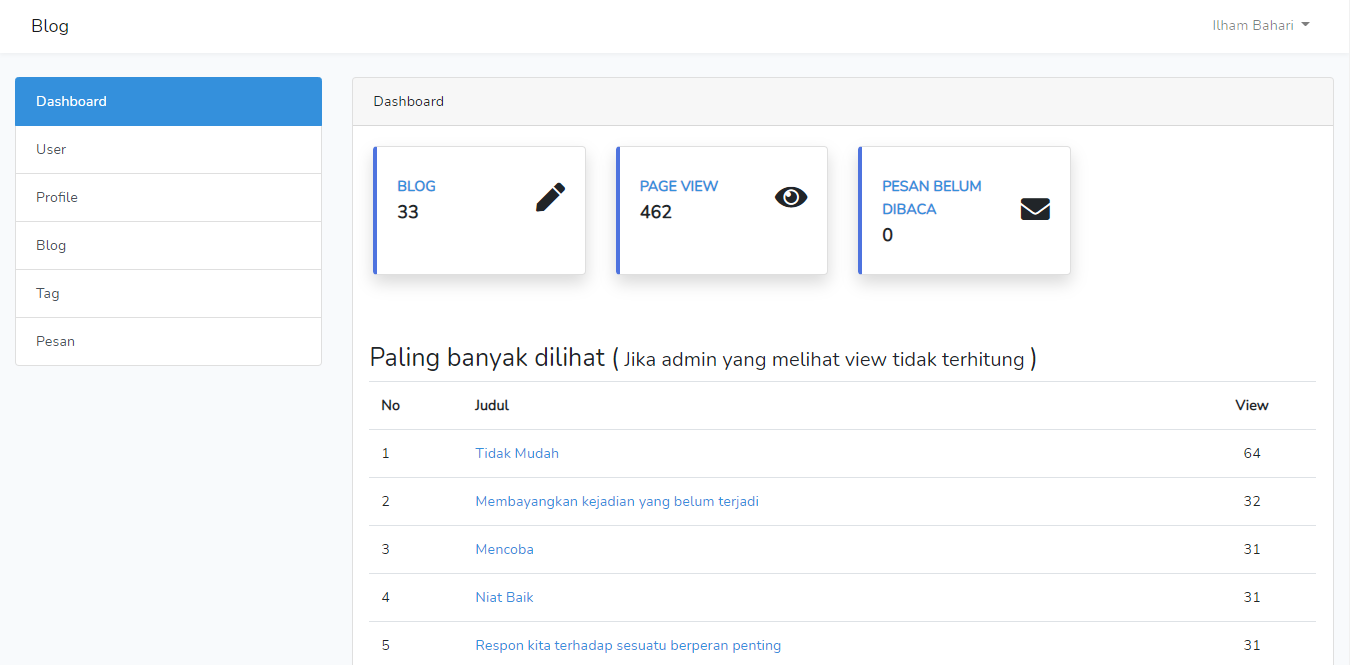 Blog
Ilham Bahari
Dashboard
User
Profile
Blog
Tag
Pesan
Dashboard
BLOG
33
PAGE VIEW
462
PESAN BELUM
DIBACA
0
Paling banyak dilihat ( Jika admin yang melihat view tidak terhitung )
No Judul View
1 Tidak Mudah 64
2 Membayangkan kejadian yang belum terjadi 32
3 Mencoba 31
4 Niat Baik 31
5 Respon kita terhadap sesuatu berperan penting 31